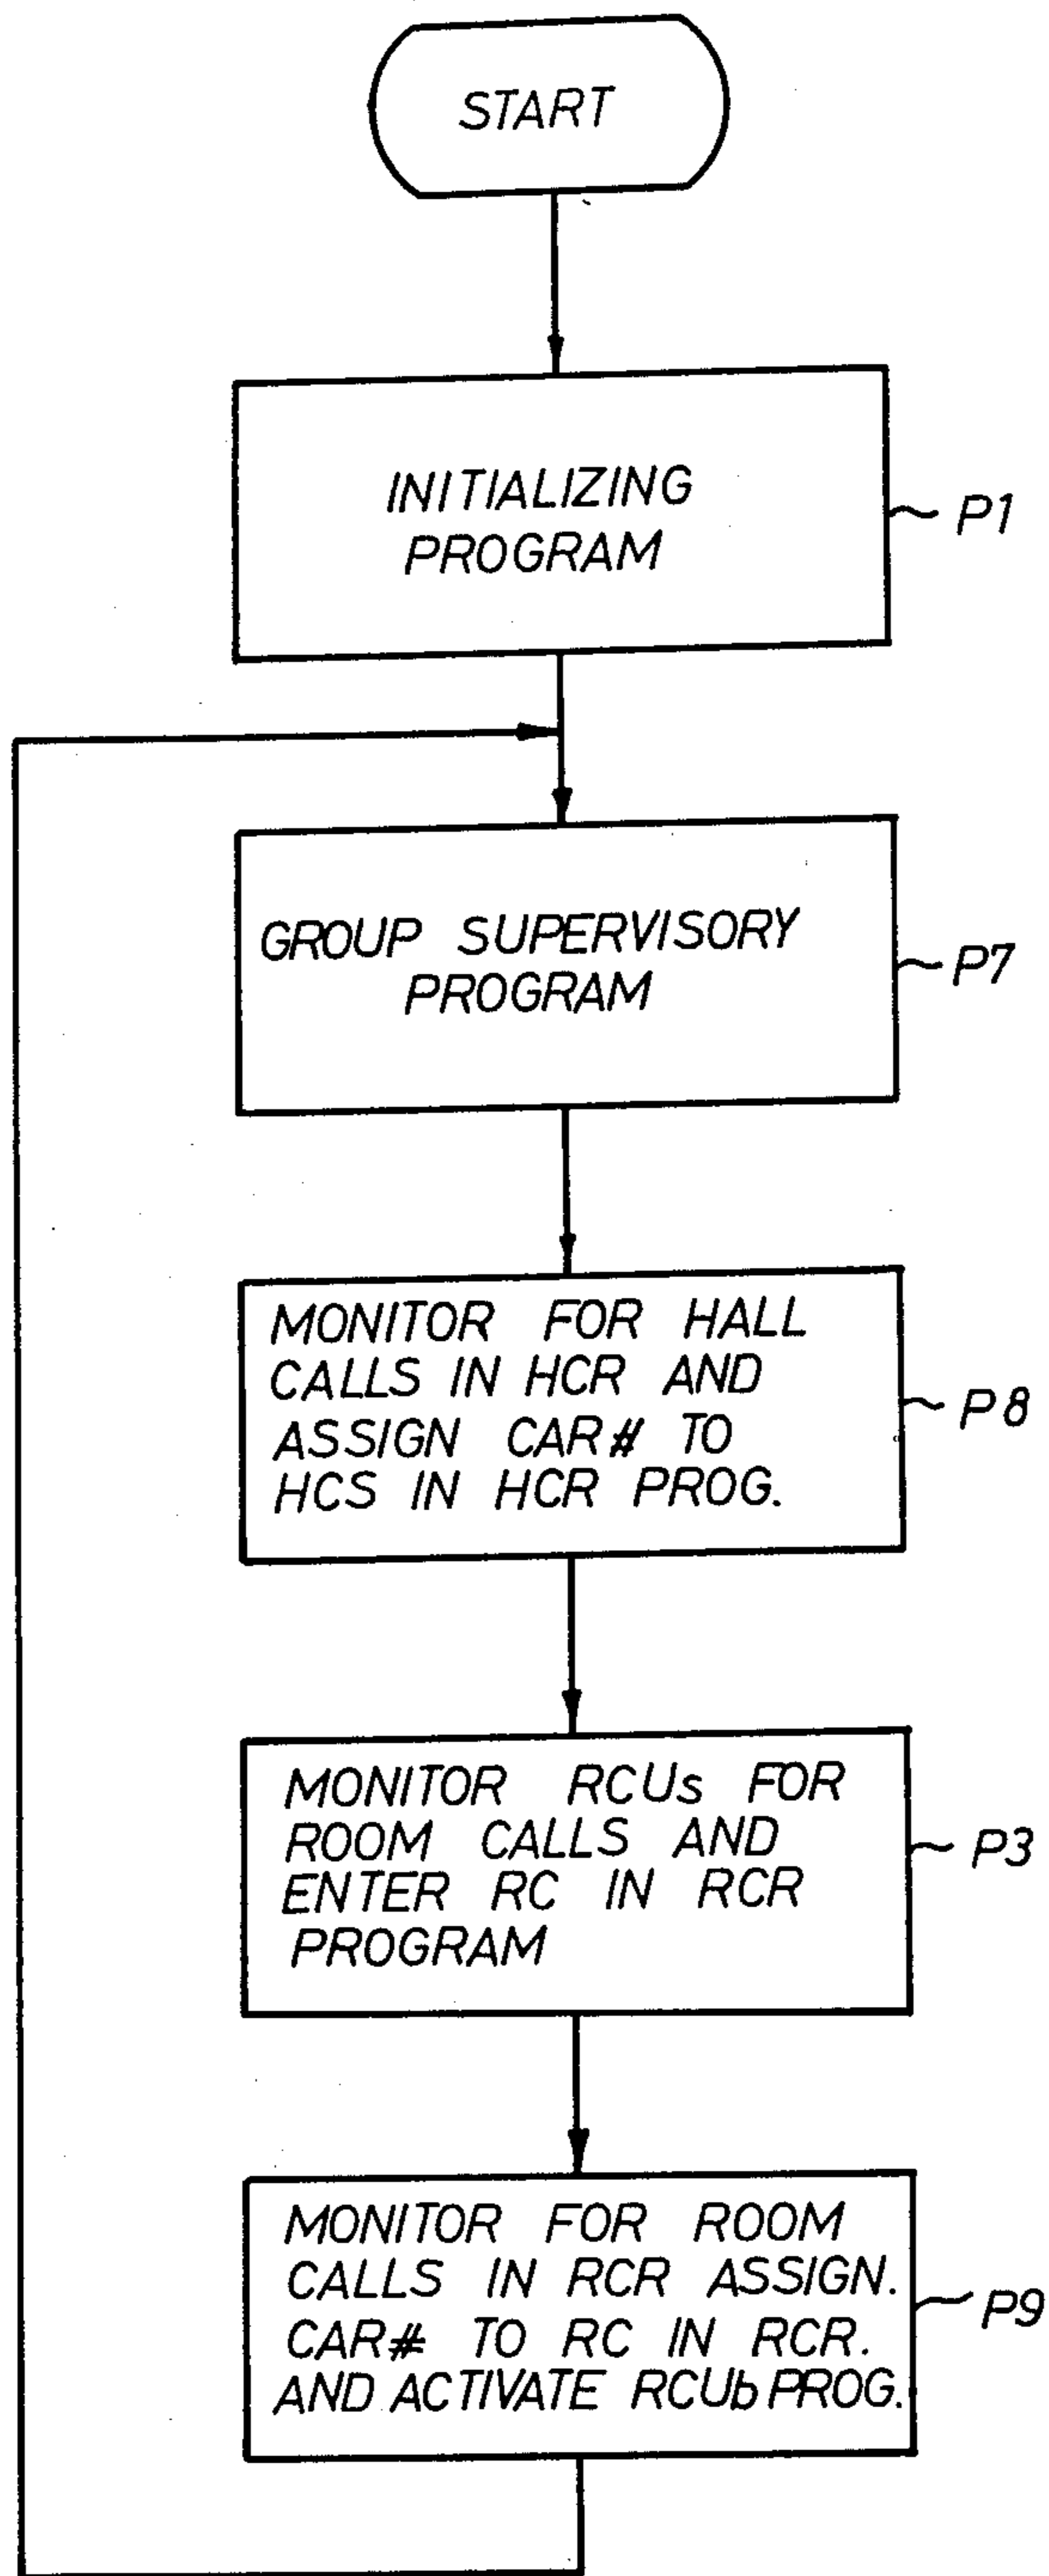 START
INITIALIZING
PROGRAM
P1
GROUP SUPERVISORY
PROGRAM
P7
MONITOR FOR HALL
CALLS IN HCR AND
ASSIGN CAR# TO
HCS IN HCR PROG.
P8
MONITOR RCUs FOR
ROOM CALLS AND
ENTER RC IN RCR
PROGRAM
P3
MONITOR FOR ROOM
CALLS IN RCR ASSIGN.
CAR# TO RC IN RCR.
AND ACTIVATE RCUb PROG.
P9